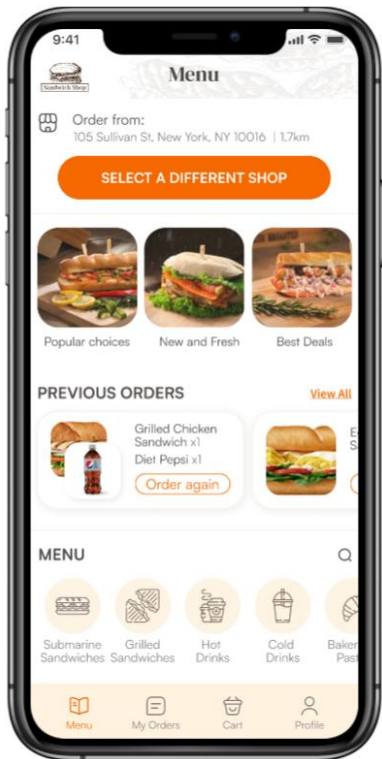 9:41
Sandwich Shop
Menu
Order from:
105 Sullivan St, New York, NY 10016 | 1,7km
SELECT A DIFFERENT SHOP
Popular choices
New and Fresh
Best Deals
PREVIOUS ORDERS
View All
Grilled Chicken
Sandwich x1
Diet Pepsi x1
Order again
MENU
Submarine
Sandwiches
Grilled
Sandwiches
Hot
Drinks
Cold
Drinks
Baker
Past
Menu
My Orders
Cart
Profile